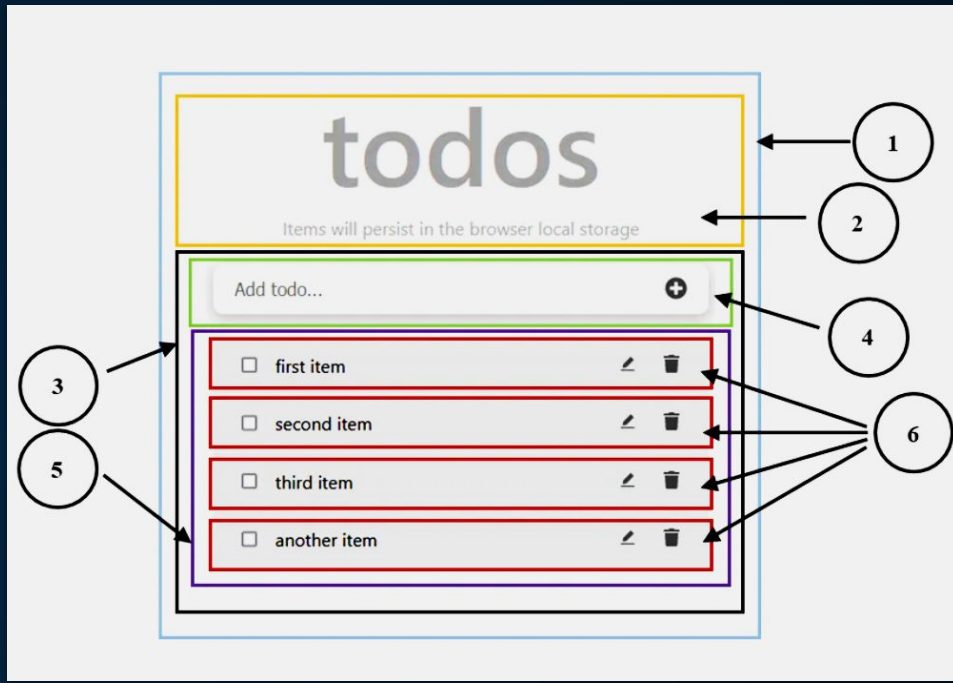 todos
1
2
Items will persist in the browser local storage
Add todo...
4
3
first item
second item
6
5
third item
another item